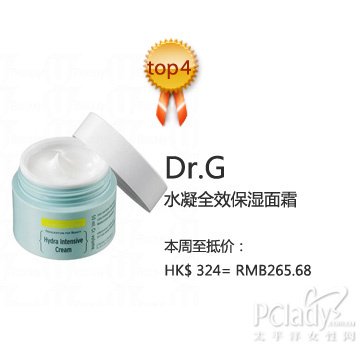 top4
Dr.G
水凝全效保湿面霜
本周至抵价：
HK$ 324= RMB265.68
Hydra Intensive
Cream
PClady
太平洋女性网